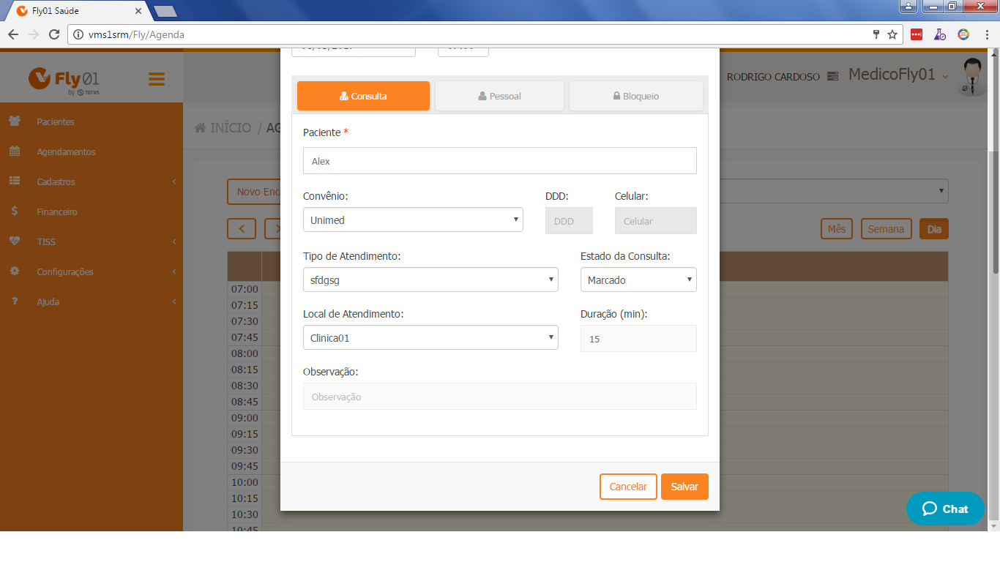 Fly01 Saúde
vms1srm/Fly/Agenda
Fly01
by TOTVS
RODRIGO CARDOSO
MedicoFly01
Pacientes
Agendamentos
Cadastros
Financeiro
TISS
Configurações
Ajuda
INÍCIO / AG
Novo Enc
Mês
Semana
Dia
07:00
07:15
07:30
07:45
08:00
08:15
08:30
08:45
09:00
09:15
09:30
09:45
10:00
10:15
10:30
10:45
Consulta
Pessoal
Bloqueio
Paciente *
Alex
Convênio:
DDD:
Celular:
Unimed
DDD
Celular
Tipo de Atendimento:
Estado da Consulta:
sfdgsg
Marcado
Local de Atendimento:
Duração (min):
Clinica01
15
Observação:
Observação
Cancelar
Salvar
Chat